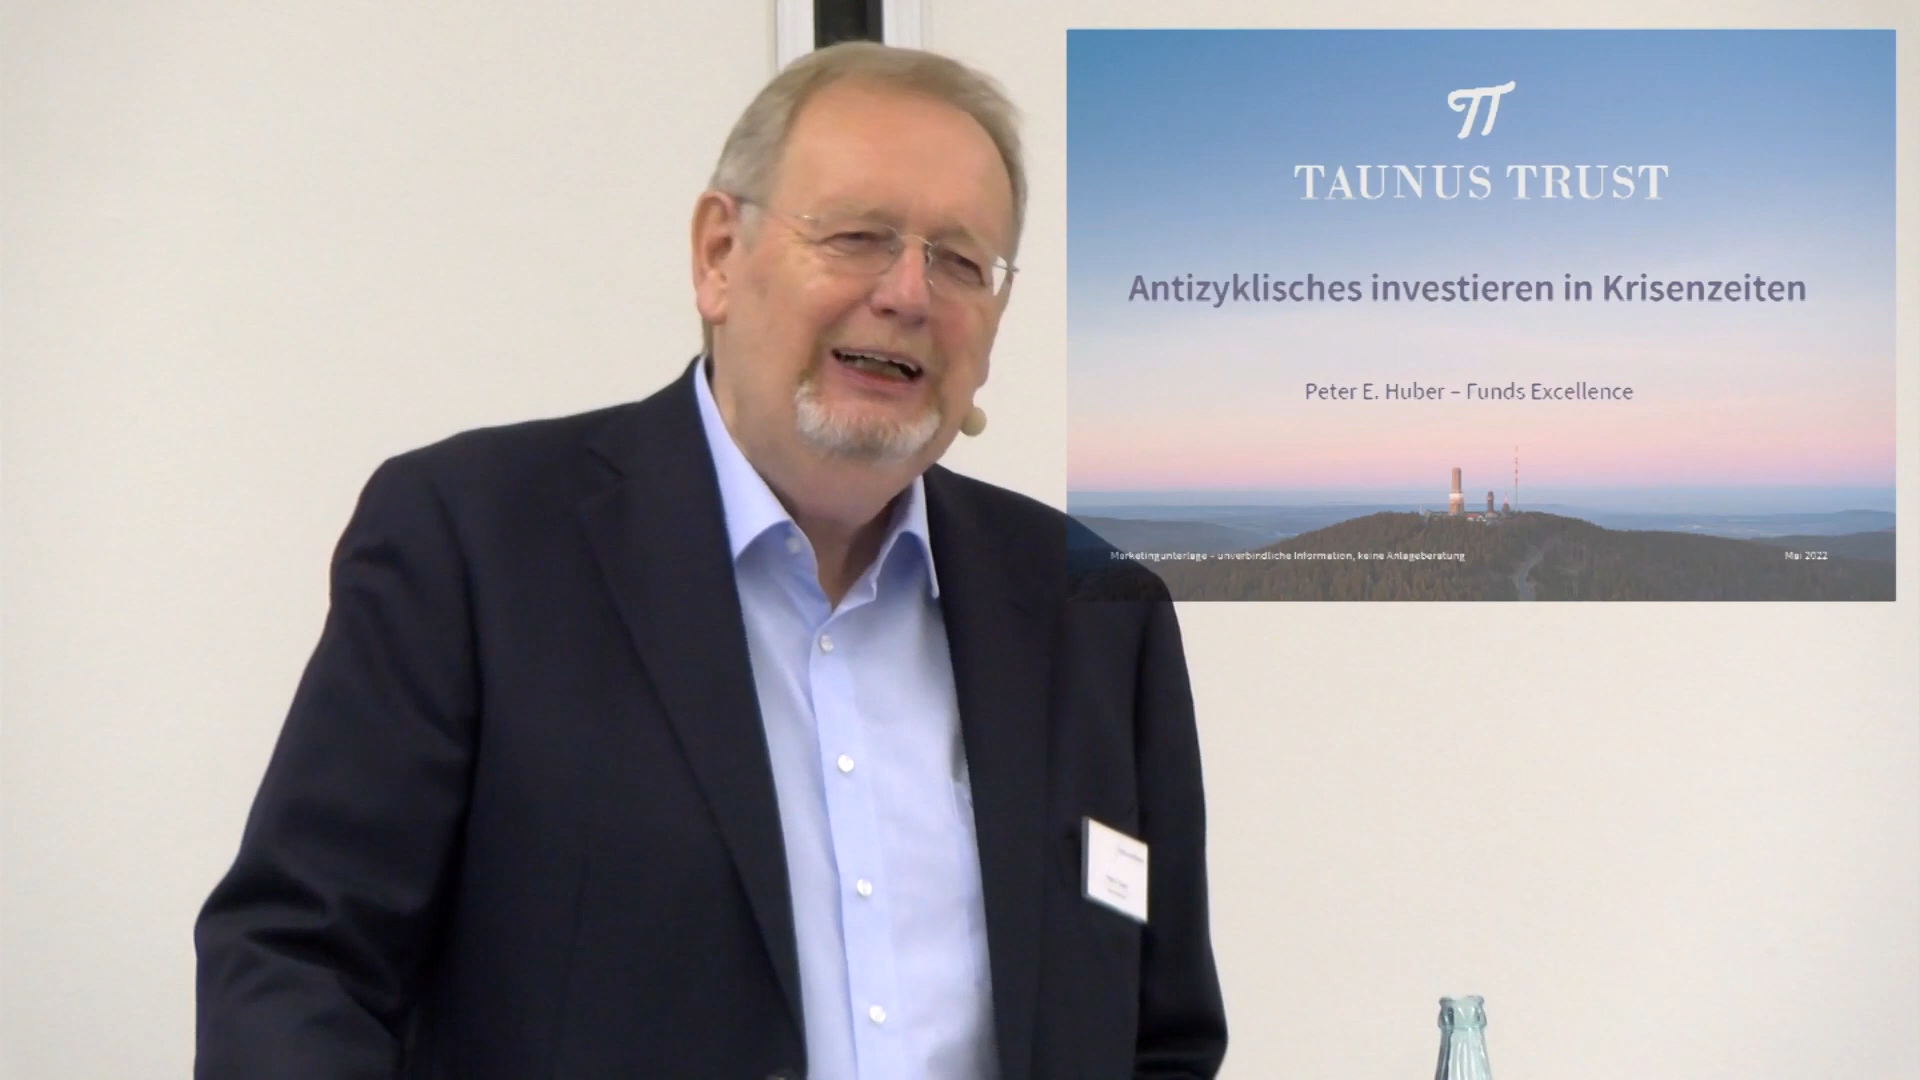 TAUNUS TRUST
Antizyklisches investieren in Krisenzeiten
Peter E. Huber – Funds Excellence
Marketingunterlage – unverbindliche Information, keine Anlageberatung
Mai 2022